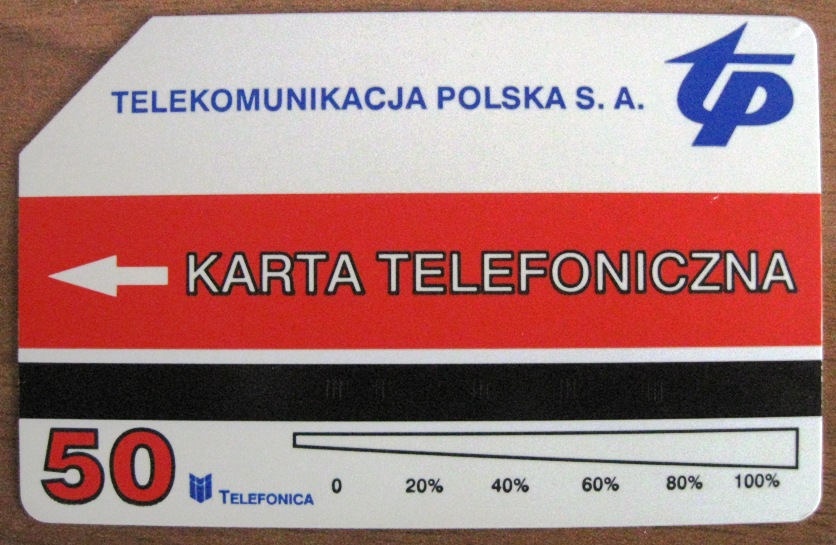 TELEKOMUNIKACJA POLSKA S. A.
tp
KARTA TELEFONICZNA
50
TELEFONICA
0 20% 40% 60% 80% 100%